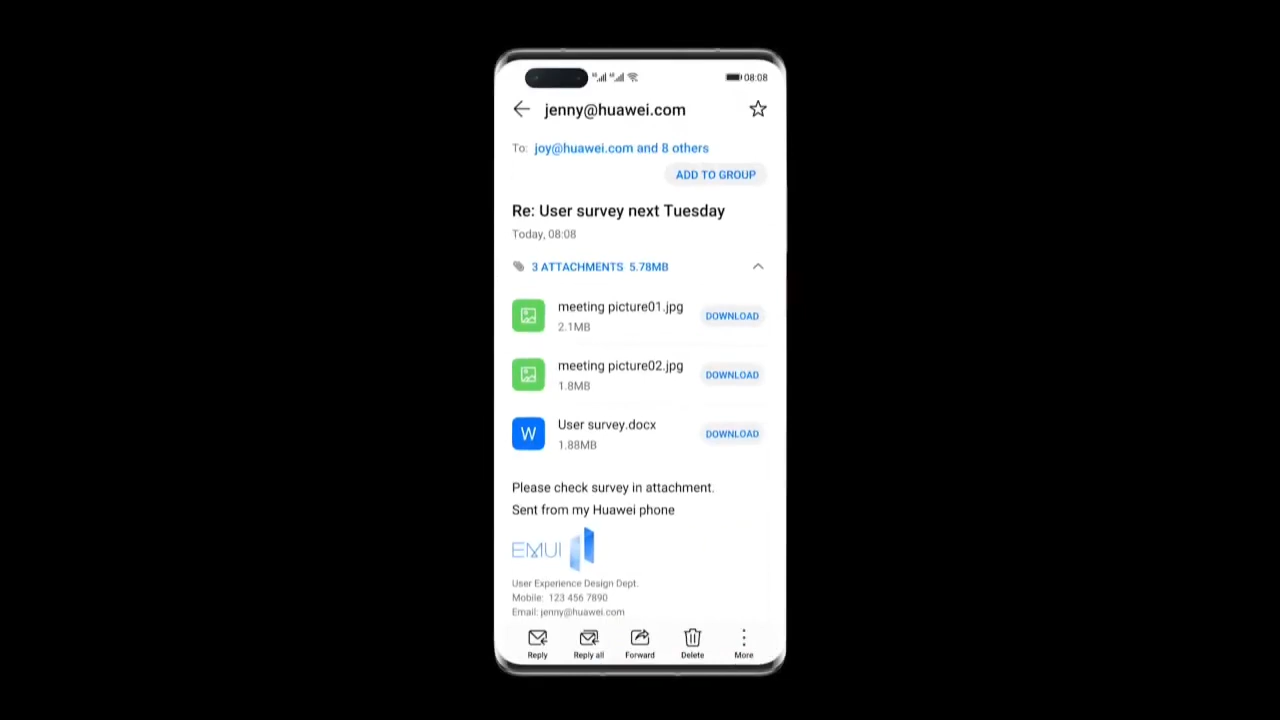 08:08
jenny@huawei.com
To: joy@huawei.com and 8 others
ADD TO GROUP
Re: User survey next Tuesday
Today, 08:08
3 ATTACHMENTS 5.78MB
meeting picture01.jpg
2.1MB
DOWNLOAD
meeting picture02.jpg
1.8MB
DOWNLOAD
W
User survey.docx
1.88MB
DOWNLOAD
Please check survey in attachment.
Sent from my Huawei phone
EMUI 11
User Experience Design Dept.
Mobile: 123 456 7890
Email: jenny@huawei.com
Reply Reply all Forward Delete More